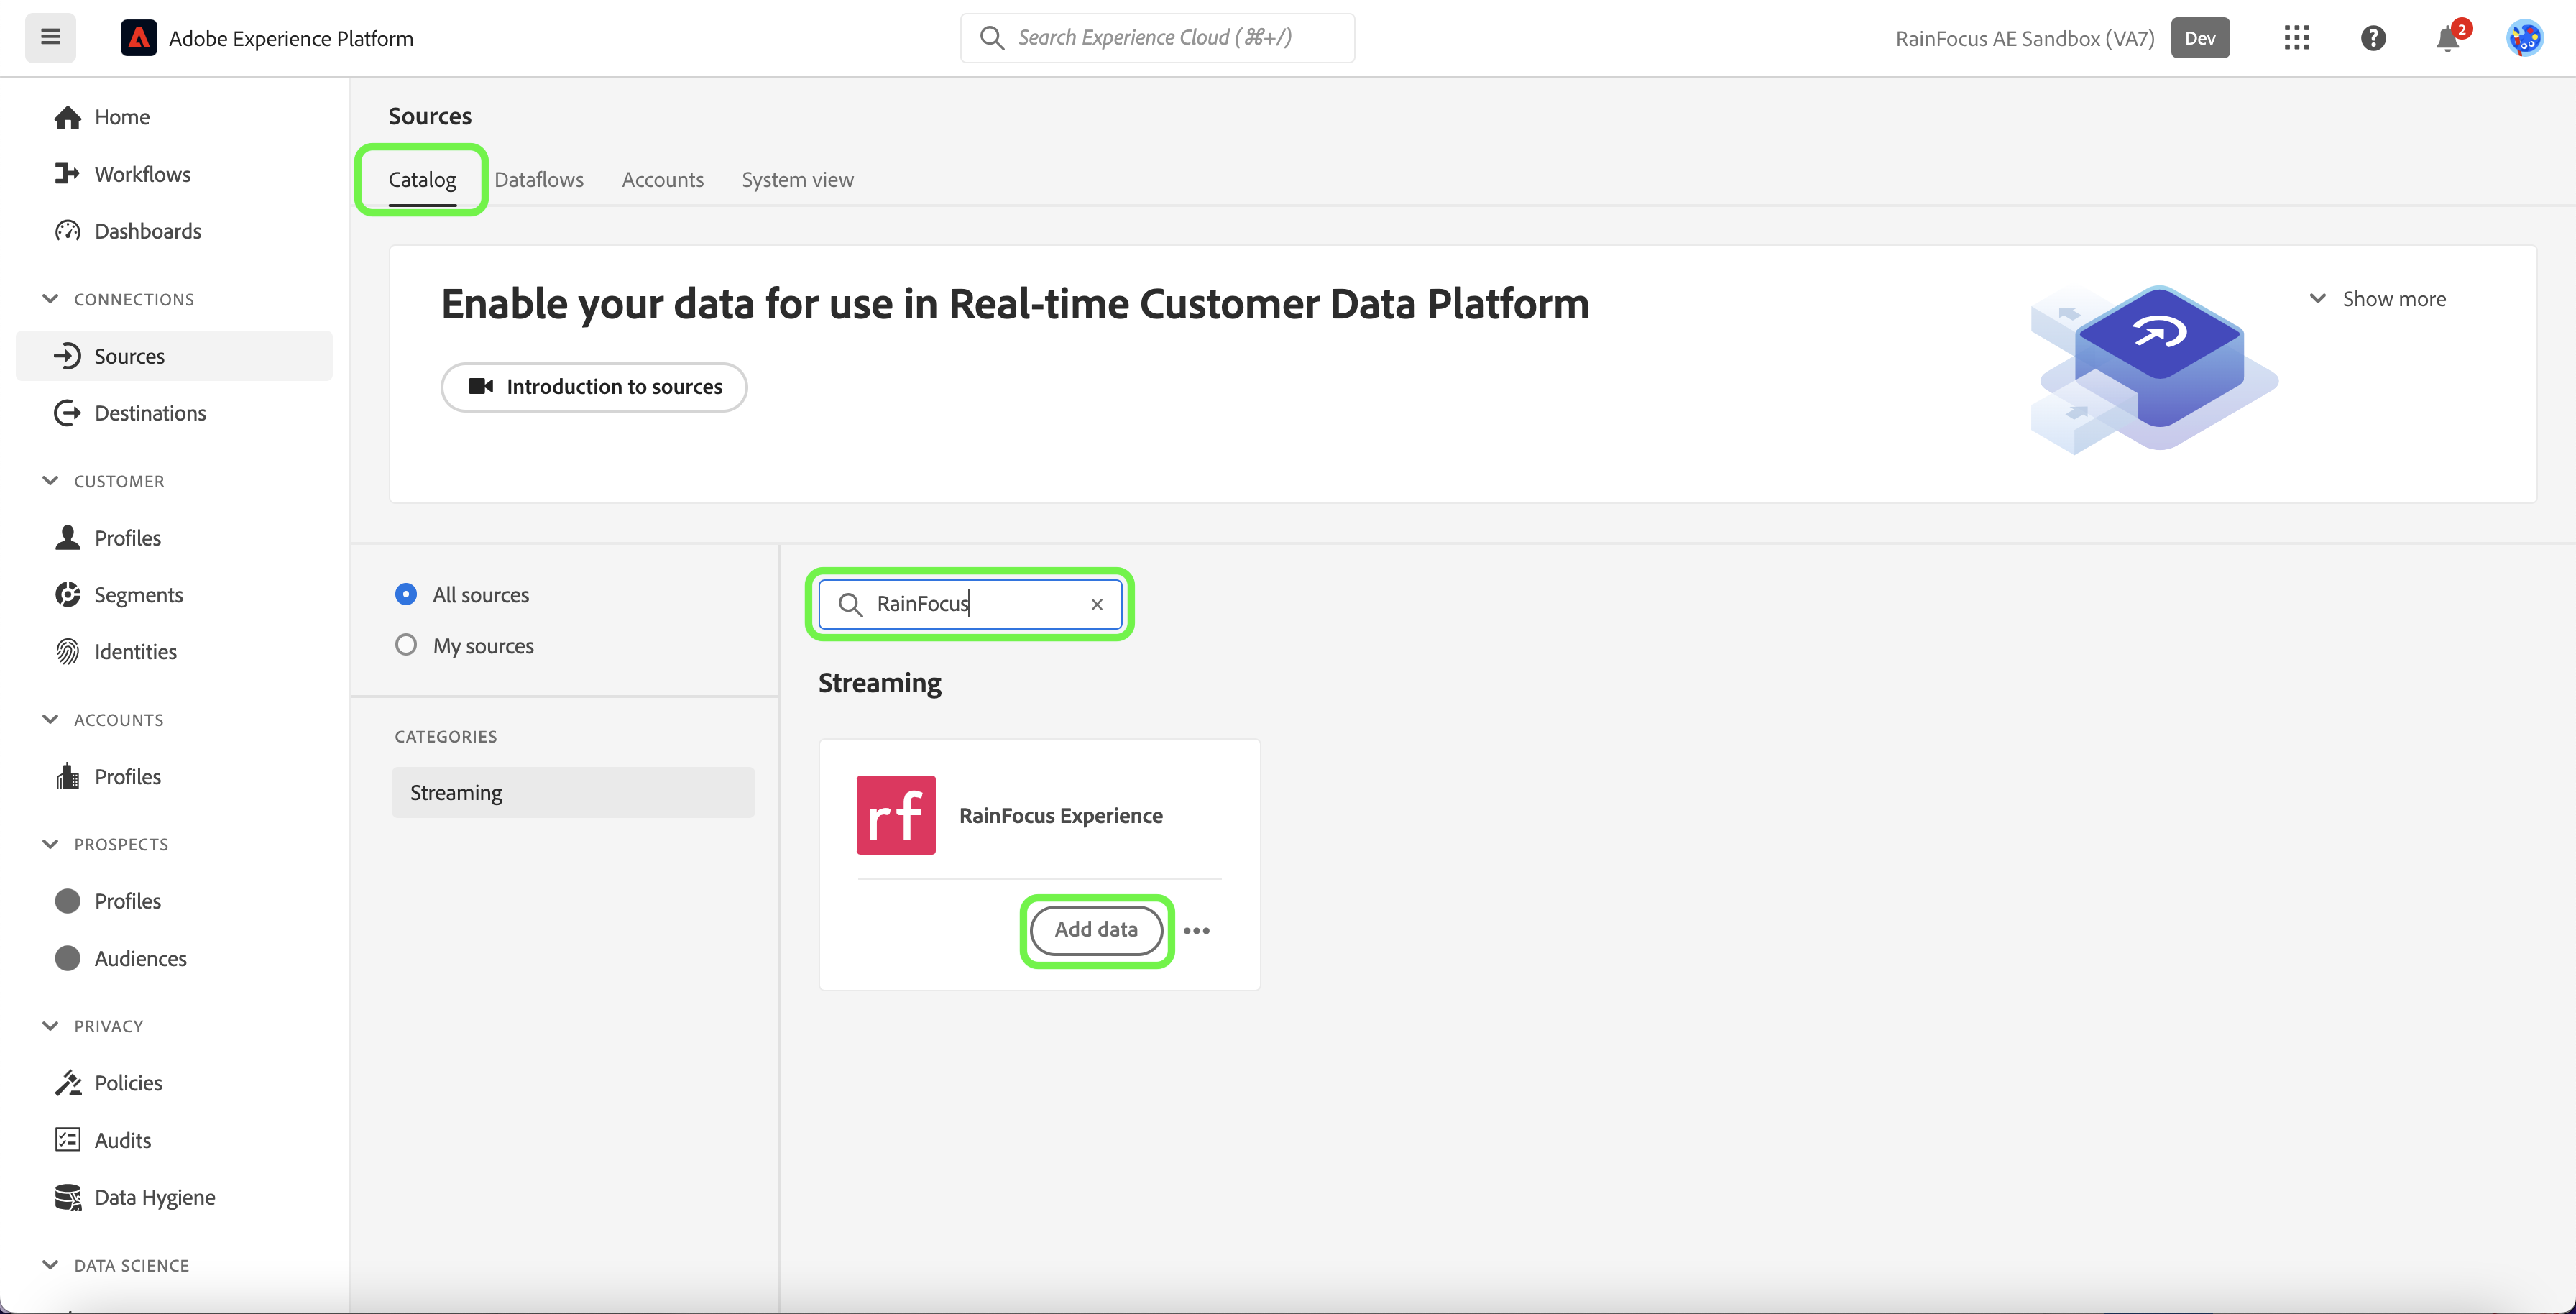 Adobe Experience Platform
Search Experience Cloud (⌘+/)
RainFocus AE Sandbox (VA7)
Dev
2
Home
Workflows
Dashboards
CONNECTIONS
Sources
Destinations
CUSTOMER
Profiles
Segments
Identities
ACCOUNTS
Profiles
PROSPECTS
Profiles
Audiences
PRIVACY
Policies
Audits
Data Hygiene
DATA SCIENCE
Sources
Catalog Dataflows Accounts System view
Enable your data for use in Real-time Customer Data Platform
Show more
Introduction to sources
All sources
My sources
CATEGORIES
Streaming
RainFocus
Streaming
rf
RainFocus Experience
Add data